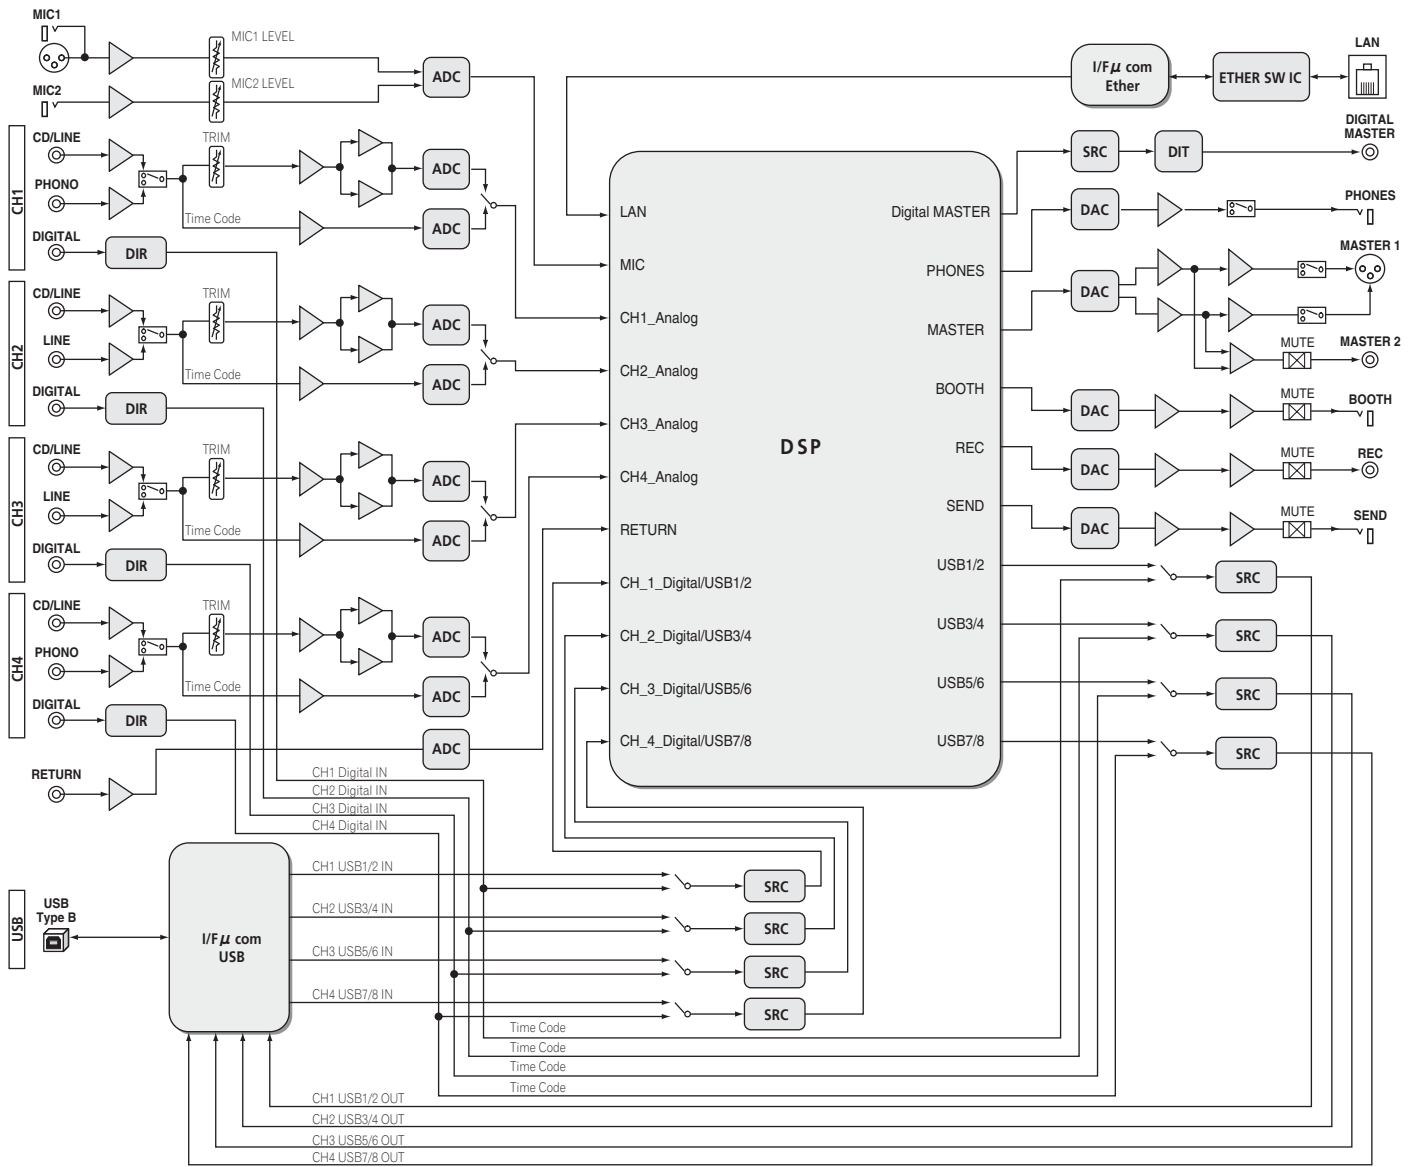 MIC1
MIC1 LEVEL
ADC
MIC2 LEVEL
MIC2
I/F μ com
Ether
ETHER SW IC
LAN
CH1
CD/LINE
TRIM
ADC
PHONO
Time Code
ADC
DIGITAL
DIR
CH2
CD/LINE
TRIM
ADC
LINE
Time Code
ADC
DIGITAL
DIR
CH3
CD/LINE
TRIM
ADC
LINE
Time Code
ADC
DIGITAL
DIR
CH4
CD/LINE
TRIM
ADC
PHONO
Time Code
ADC
DIGITAL
DIR
ADC
RETURN
DSP
LAN
MIC
CH1_Analog
CH2_Analog
CH3_Analog
CH4_Analog
RETURN
CH_1_Digital/USB1/2
CH_2_Digital/USB3/4
CH_3_Digital/USB5/6
CH_4_Digital/USB7/8
Digital MASTER
PHONES
MASTER
BOOTH
REC
SEND
USB1/2
USB3/4
USB5/6
USB7/8
SRC
DIT
DIGITAL
MASTER
DAC
PHONES
DAC
MASTER 1
MUTE
MASTER 2
DAC
MUTE
BOOTH
DAC
MUTE
REC
DAC
MUTE
SEND
SRC
SRC
SRC
SRC
CH1 Digital IN
CH2 Digital IN
CH3 Digital IN
CH4 Digital IN
USB
USB
Type B
I/F μ com
USB
CH1 USB1/2 IN
SRC
CH2 USB3/4 IN
SRC
CH3 USB5/6 IN
SRC
CH4 USB7/8 IN
SRC
Time Code
Time Code
Time Code
Time Code
CH1 USB1/2 OUT
CH2 USB3/4 OUT
CH3 USB5/6 OUT
CH4 USB7/8 OUT